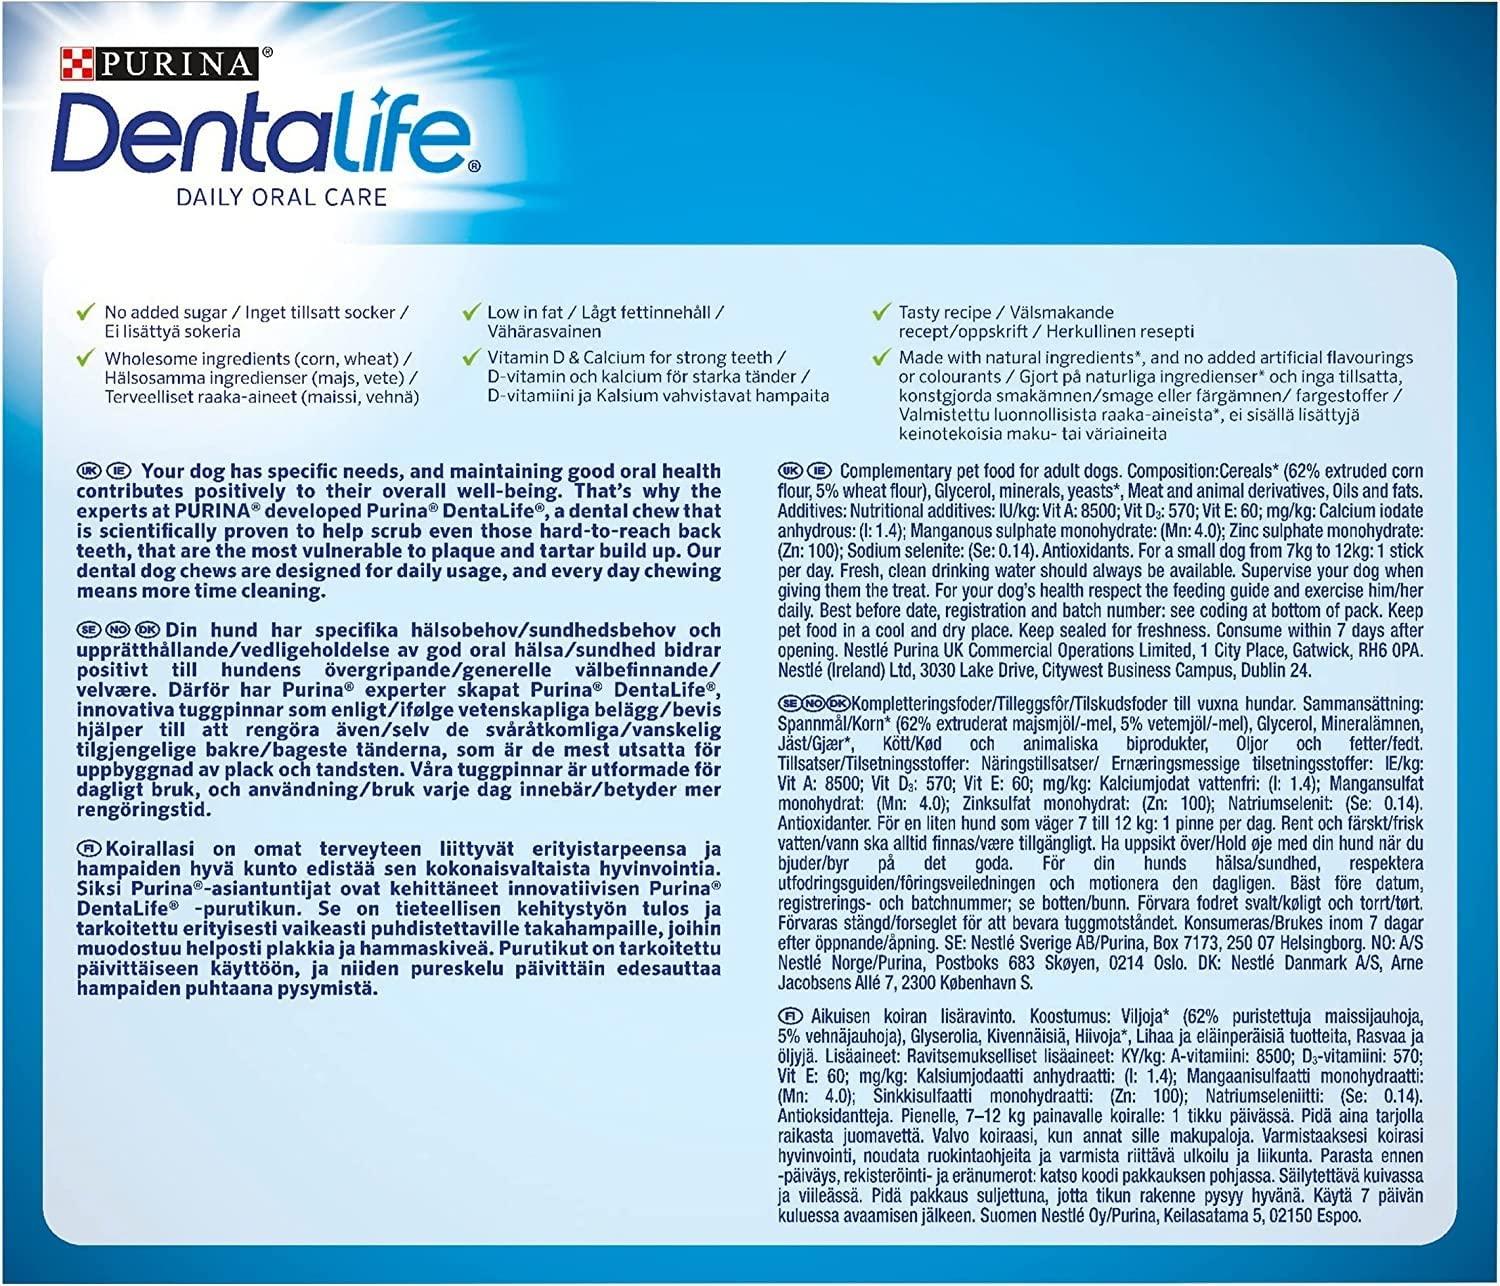 PURINA®
DentaLife®
DAILY ORAL CARE
No added sugar / Inget tillsatt socker /
Ei lisättyä sokeria
Wholesome ingredients (corn, wheat) /
Hälsosamma ingredienser (majs, vete) /
Terveelliset raaka-aineet (maissi, vehnä)
Low in fat / Lågt fettinnehåll /
Vähärasvainen
Vitamin D & Calcium for strong teeth /
D-vitamin och kalcium för starka tänder /
D-vitamiini ja Kalsium vahvistavat hampaita
Tasty recipe / Välsmakande
recept/oppskrift / Herkullinen resepti
Made with natural ingredients*, and no added artificial flavourings
or colourants / Gjort på naturliga ingredienser* och inga tillsatta,
konstgjorda smakämnen/smage eller färgämnen/ fargestoffer /
Valmistettu luonnollisista raaka-aineista*, ei sisällä lisättyjä
keinotekoisia maku- tai väriaineita
UK IE Your dog has specific needs, and maintaining good oral health
contributes positively to their overall well-being. That's why the
experts at PURINA® developed Purina® DentaLife®, a dental chew that
is scientifically proven to help scrub even those hard-to-reach back
teeth, that are the most vulnerable to plaque and tartar build up. Our
dental dog chews are designed for daily usage, and every day chewing
means more time cleaning.
SE NO DK Din hund har specifika hälsobehov/sundhedsbehov och
upprätthållande/vedligeholdelse av god oral hälsa/sundhed bidrar
positivt till hundens övergripande/generelle välbefinnande/
velvære. Därför har Purina® experter skapat Purina® DentaLife®,
innovativa tuggpinnar som enligt/ifølge vetenskapliga belägg/bevis
hjälper till att rengöra även/selv de svåråtkomliga/vanskelig
tilgjengelige bakre/bageste tänderna, som är de mest utsatta för
uppbyggnad av plack och tandsten. Våra tuggpinnar är utformade för
dagligt bruk, och användning/bruk varje dag innebär/betyder mer
rengöringstid.
FI Koirallasi on omat terveyteen liittyvät erityistarpeensa ja
hampaiden hyvä kunto edistää sen kokonaisvaltaista hyvinvointia.
Siksi Purina®-asiantuntijat ovat kehittäneet innovatiivisen Purina®
DentaLife® -purutikun. Se on tieteellisen kehitystyön tulos ja
tarkoitettu erityisesti vaikeasti puhdistettaville takahampaille, joihin
muodostuu helposti plakkia ja hammaskiveä. Purutikut on tarkoitettu
päivittäiseen käyttöön, ja niiden pureskelu päivittäin edesauttaa
hampaiden puhtaana pysymistä.
UK IE Complementary pet food for adult dogs. Composition:Cereals* (62% extruded corn
flour, 5% wheat flour), Glycerol, minerals, yeasts*, Meat and animal derivatives, Oils and fats.
Additives: Nutritional additives: IU/kg: Vit A: 8500; Vit D₃: 570; Vit E: 60; mg/kg: Calcium iodate
anhydrous: (I: 1.4); Manganous sulphate monohydrate: (Mn: 4.0); Zinc sulphate monohydrate:
(Zn: 100); Sodium selenite: (Se: 0.14). Antioxidants. For a small dog from 7kg to 12kg: 1 stick
per day. Fresh, clean drinking water should always be available. Supervise your dog when
giving them the treat. For your dog's health respect the feeding guide and exercise him/her
daily. Best before date, registration and batch number: see coding at bottom of pack. Keep
pet food in a cool and dry place. Keep sealed for freshness. Consume within 7 days after
opening. Nestlé Purina UK Commercial Operations Limited, 1 City Place, Gatwick, RH6 0PA.
Nestlé (Ireland) Ltd, 3030 Lake Drive, Citywest Business Campus, Dublin 24.
SE NO DK Kompletteringsfoder/Tilleggsfôr/Tilskudsfoder till vuxna hundar. Sammansättning:
Spannmål/Korn* (62% extruderat majsmjöl/-mel, 5% vetemjöl/-mel), Glycerol, Mineralämnen,
Jäst/Gjær*, Kött/Kød och animaliska biprodukter, Oljor och fetter/fedt.
Tillsatser/Tilsetningsstoffer: Näringstillsatser/ Ernæringsmessige tilsetningsstoffer: IE/kg:
Vit A: 8500; Vit D₃: 570; Vit E: 60; mg/kg: Kalciumjodat vattenfri: (I: 1.4); Mangansulfat
monohydrat: (Mn: 4.0); Zinksulfat monohydrat: (Zn: 100); Natriumselenit: (Se: 0.14).
Antioxidanter. För en liten hund som väger 7 till 12 kg: 1 pinne per dag. Rent och färskt/frisk
vatten/vann ska alltid finnas/være tillgängligt. Ha uppsikt över/Hold øje med din hund när du
bjuder/byr på det goda. För din hunds hälsa/sundhed, respektera
utfodringsguiden/fôringsveiledningen och motionera den dagligen. Bäst före datum,
registrerings- och batchnummer; se botten/bunn. Förvara fodret svalt/køligt och torrt/tørt.
Förvaras stängd/forseglet för att bevara tuggmotståndet. Konsumeras/Brukes inom 7 dagar
efter öppnande/åpning. SE: Nestlé Sverige AB/Purina, Box 7173, 250 07 Helsingborg. NO: A/S
Nestlé Norge/Purina, Postboks 683 Skøyen, 0214 Oslo. DK: Nestlé Danmark A/S, Arne
Jacobsens Allé 7, 2300 København S.
FI Aikuisen koiran lisäravinto. Koostumus: Viljoja* (62% puristettuja maissijauhoja,
5% vehnäjauhoja), Glyserolia, Kivennäisiä, Hiivoja*, Lihaa ja eläinperäisiä tuotteita, Rasvaa ja
öljyjä. Lisäaineet: Ravitsemukselliset lisäaineet: KY/kg: A-vitamiini: 8500; D₃-vitamiini: 570;
Vit E: 60; mg/kg: Kalsiumjodaatti anhydraatti: (I: 1.4); Mangaanisulfaatti monohydraatti:
(Mn: 4.0); Sinkkisulfaatti monohydraatti: (Zn: 100); Natriumseleniitti: (Se: 0.14).
Antioksidantteja. Pienelle, 7–12 kg painavalle koiralle: 1 tikku päivässä. Pidä aina tarjolla
raikasta juomavettä. Valvo koiraasi, kun annat sille makupaloja. Varmistaaksesi koirasi
hyvinvointi, noudata ruokintaohjeita ja varmista riittävä ulkoilu ja liikunta. Parasta ennen
-päiväys, rekisteröinti- ja eränumerot: katso koodi pakkauksen pohjassa. Säilytettävä kuivassa
ja viileässä. Pidä pakkaus suljettuna, jotta tikun rakenne pysyy hyvänä. Käytä 7 päivän
kuluessa avaamisen jälkeen. Suomen Nestlé Oy/Purina, Keilasatama 5, 02150 Espoo.